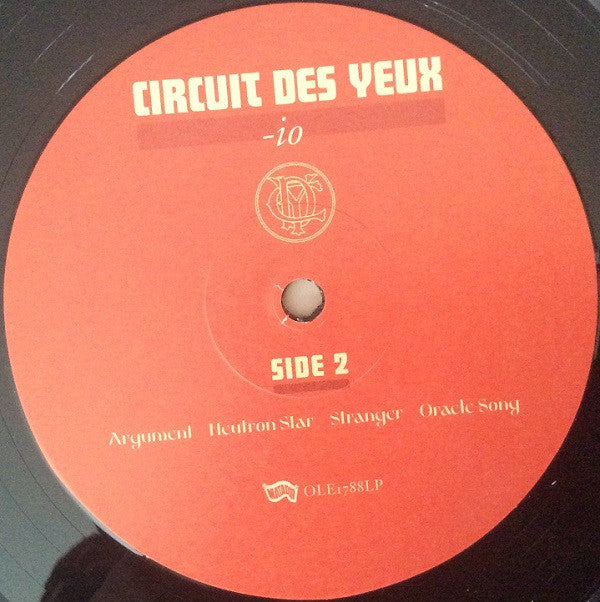 CIRCUIT DES YEUX
-io
SIDE 2
Argument Neutron Star Stranger Oracle Song
OLE1788LP